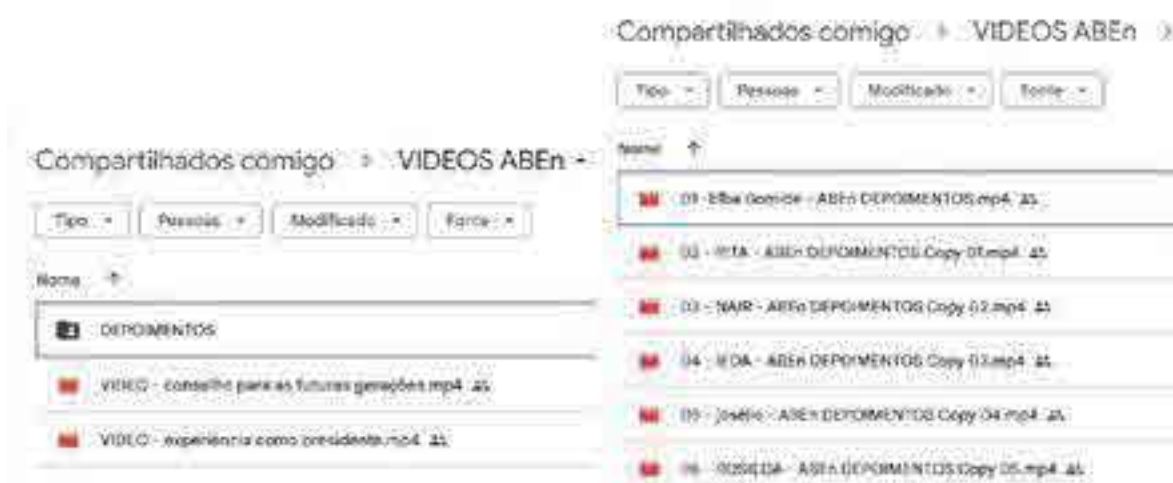 Compartilhados comigo > VIDEOS ABEn
Tipo Pessoas Modificado Fonte
Nome
DEPOIMENTOS
VIDEO - conselho para as futuras gerações.mp4
VIDEO - experiência como presidente.mp4
Compartilhados comigo > VIDEOS ABEn >
Tipo Pessoas Modificado Fonte
Nome
01 - Elba Gomide - ABEn DEPOIMENTOS.mp4
02 - RITA - ABEn DEPOIMENTOS Copy 01.mp4
03 - NAIR - ABEn DEPOIMENTOS Copy 02.mp4
04 - IEDA - ABEn DEPOIMENTOS Copy 03.mp4
05 - Josélio - ABEn DEPOIMENTOS Copy 04.mp4
06 - ABEn DEPOIMENTOS Copy 05.mp4